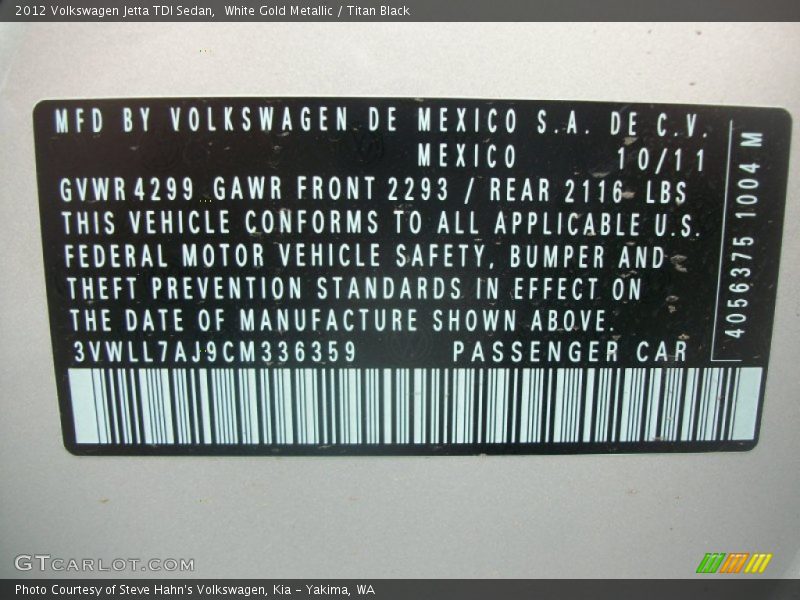 2012 Volkswagen Jetta TDI Sedan,  White Gold Metallic / Titan Black
MFD BY VOLKSWAGEN DE MEXICO S.A. DE C.V.
MEXICO 10/11
GVWR 4299 GAWR FRONT 2293 / REAR 2116 LBS
THIS VEHICLE CONFORMS TO ALL APPLICABLE U.S.
FEDERAL MOTOR VEHICLE SAFETY, BUMPER AND
THEFT PREVENTION STANDARDS IN EFFECT ON
THE DATE OF MANUFACTURE SHOWN ABOVE.
3VWLL7AJ9CM336359 PASSENGER CAR
4056375 1004 M
GTCARLOT.COM
Photo Courtesy of Steve Hahn's Volkswagen, Kia - Yakima, WA